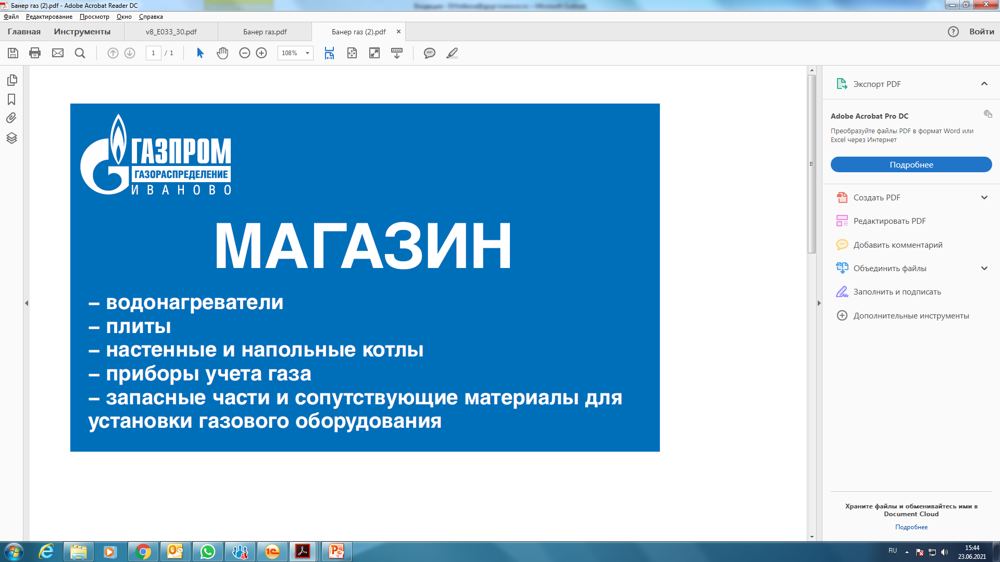 Банер газ (2).pdf - Adobe Acrobat Reader DC
Файл Редактирование Просмотр Окно Справка
Главная Инструменты v8_E033_30.pdf Банер газ.pdf Банер газ (2).pdf Войти
1 / 1 108%
ГАЗПРОМ
ГАЗОРАСПРЕДЕЛЕНИЕ
ИВАНОВО
МАГАЗИН
– водонагреватели
– плиты
– настенные и напольные котлы
– приборы учета газа
– запасные части и сопутствующие материалы для
установки газового оборудования
Экспорт PDF
Adobe Acrobat Pro DC
Преобразуйте файлы PDF в формат Word или
Excel через Интернет
Подробнее
Создать PDF
Редактировать PDF
Добавить комментарий
Объединить файлы
Заполнить и подписать
Дополнительные инструменты
Храните файлы и обменивайтесь ими в
Document Cloud
Подробнее
RU
15:44
23.06.2021